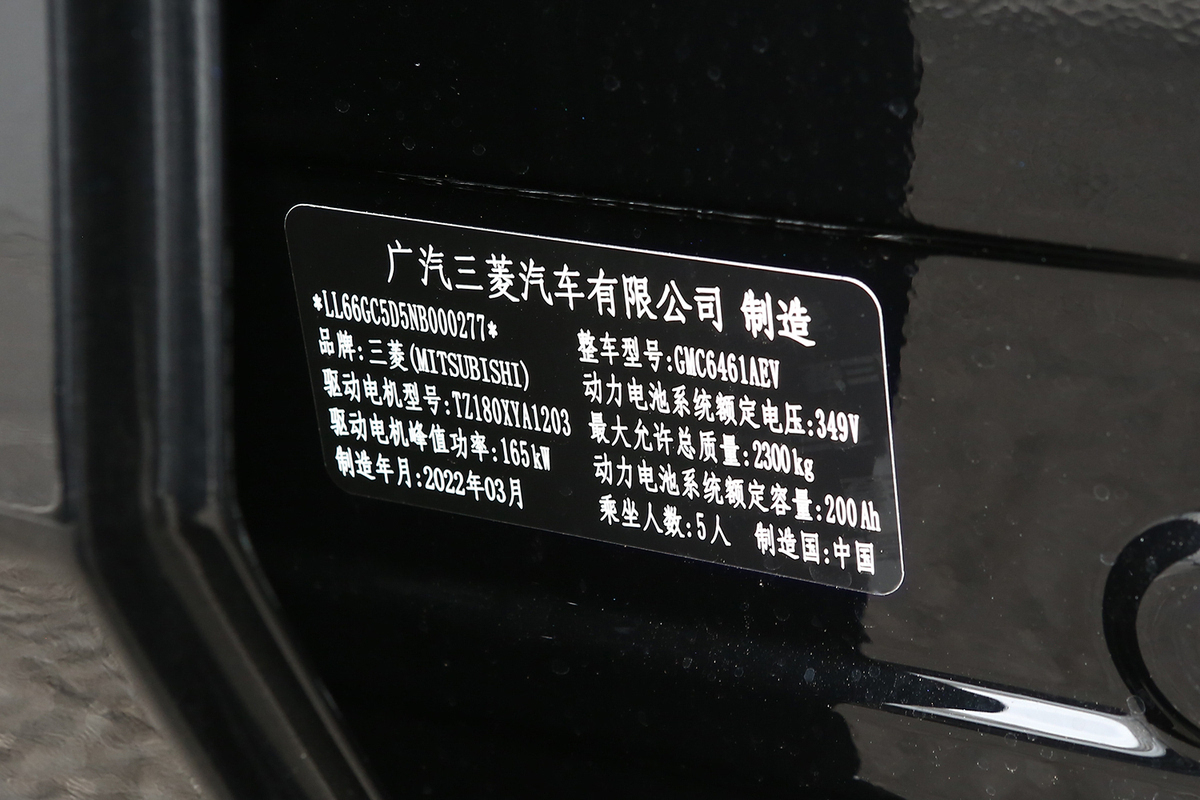 广汽三菱汽车有限公司 制造
*LL66GC5D5NB000277*
品牌:三菱(MITSUBISHI)
驱动电机型号:TZ180XYA1203
驱动电机峰值功率:165kW
制造年月:2022年03月
整车型号:GMC6461AEV
动力电池系统额定电压:349V
最大允许总质量:2300kg
动力电池系统额定容量:200Ah
乘坐人数:5人 制造国:中国